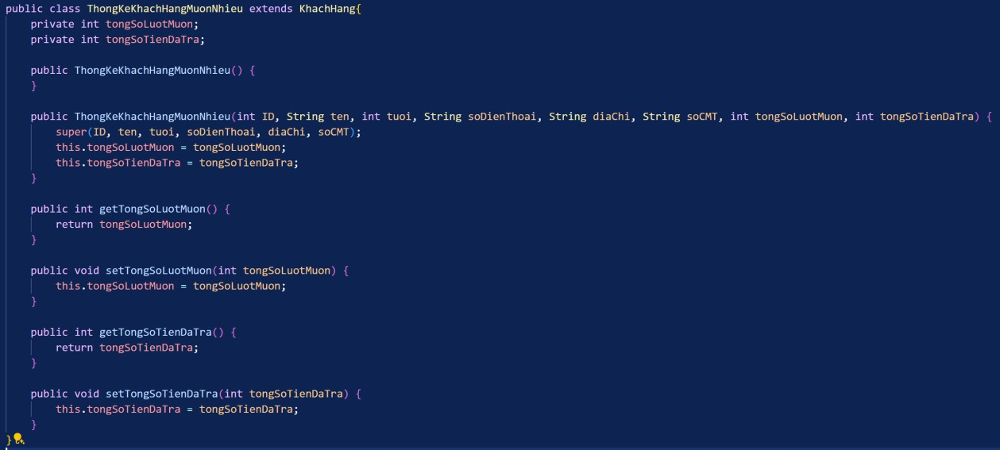 public class ThongKeKhachHangMuonNhieu extends KhachHang{
    private int tongSoLuotMuon;
    private int tongSoTienDaTra;

    public ThongKeKhachHangMuonNhieu() {
    }

    public ThongKeKhachHangMuonNhieu(int ID, String ten, int tuoi, String soDienThoai, String diaChi, String soCMT, int tongSoLuotMuon, int tongSoTienDaTra) {
        super(ID, ten, tuoi, soDienThoai, diaChi, soCMT);
        this.tongSoLuotMuon = tongSoLuotMuon;
        this.tongSoTienDaTra = tongSoTienDaTra;
    }

    public int getTongSoLuotMuon() {
        return tongSoLuotMuon;
    }

    public void setTongSoLuotMuon(int tongSoLuotMuon) {
        this.tongSoLuotMuon = tongSoLuotMuon;
    }

    public int getTongSoTienDaTra() {
        return tongSoTienDaTra;
    }

    public void setTongSoTienDaTra(int tongSoTienDaTra) {
        this.tongSoTienDaTra = tongSoTienDaTra;
    }
}